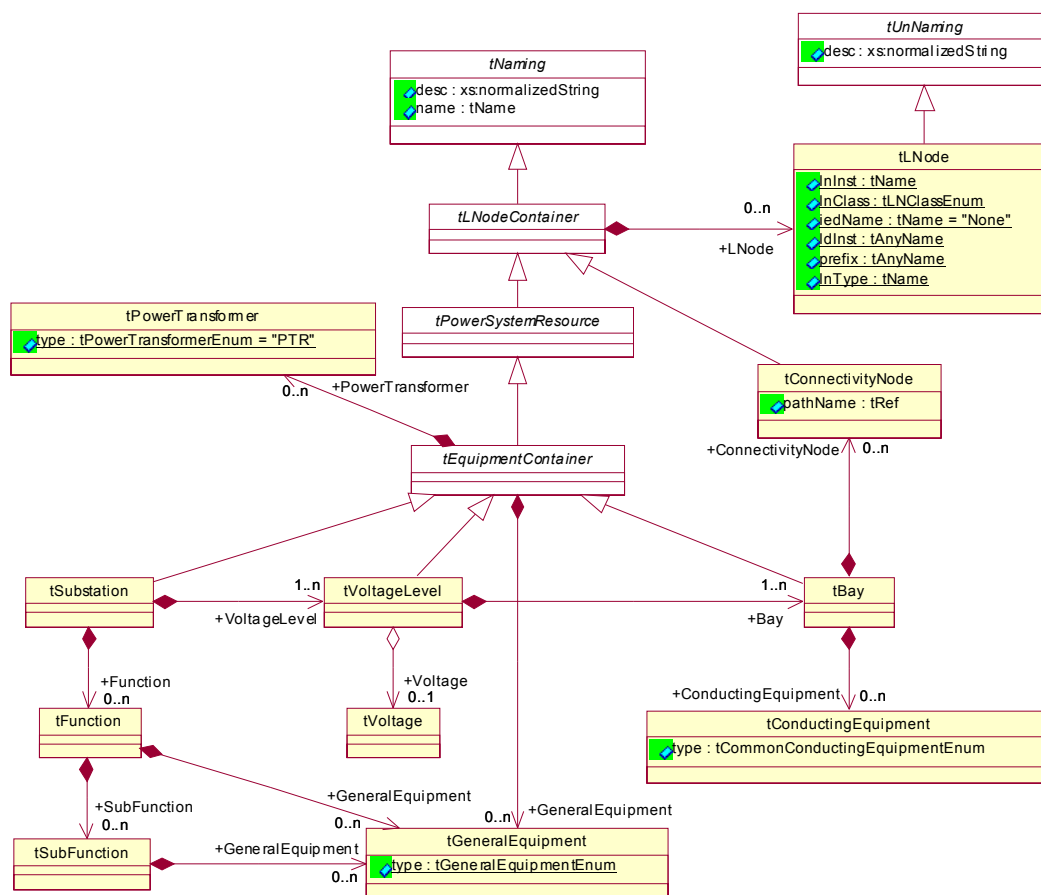 tUnNaming
desc : xs:normalizedString
tNaming
desc : xs:normalizedString
name : tName
tLNode
lnInst : tName
lnClass : tLNClassEnum
iedName : tName = "None"
ldInst : tAnyName
prefix : tAnyName
lnType : tName
tLNodeContainer
0..n
+LNode
tPowerTransformer
type : tPowerTransformerEnum = "PTR"
tPowerSystemResource
+PowerTransformer
0..n
tConnectivityNode
pathName : tRef
+ConnectivityNode
0..n
tEquipmentContainer
tSubstation
1..n
+VoltageLevel
tVoltageLevel
1..n
+Bay
tBay
+Function
0..n
+Voltage
0..1
+ConductingEquipment
0..n
tFunction
tVoltage
tConductingEquipment
type : tCommonConductingEquipmentEnum
+SubFunction
0..n
+GeneralEquipment
0..n
+GeneralEquipment
0..n
tSubFunction
+GeneralEquipment
0..n
tGeneralEquipment
type : tGeneralEquipmentEnum